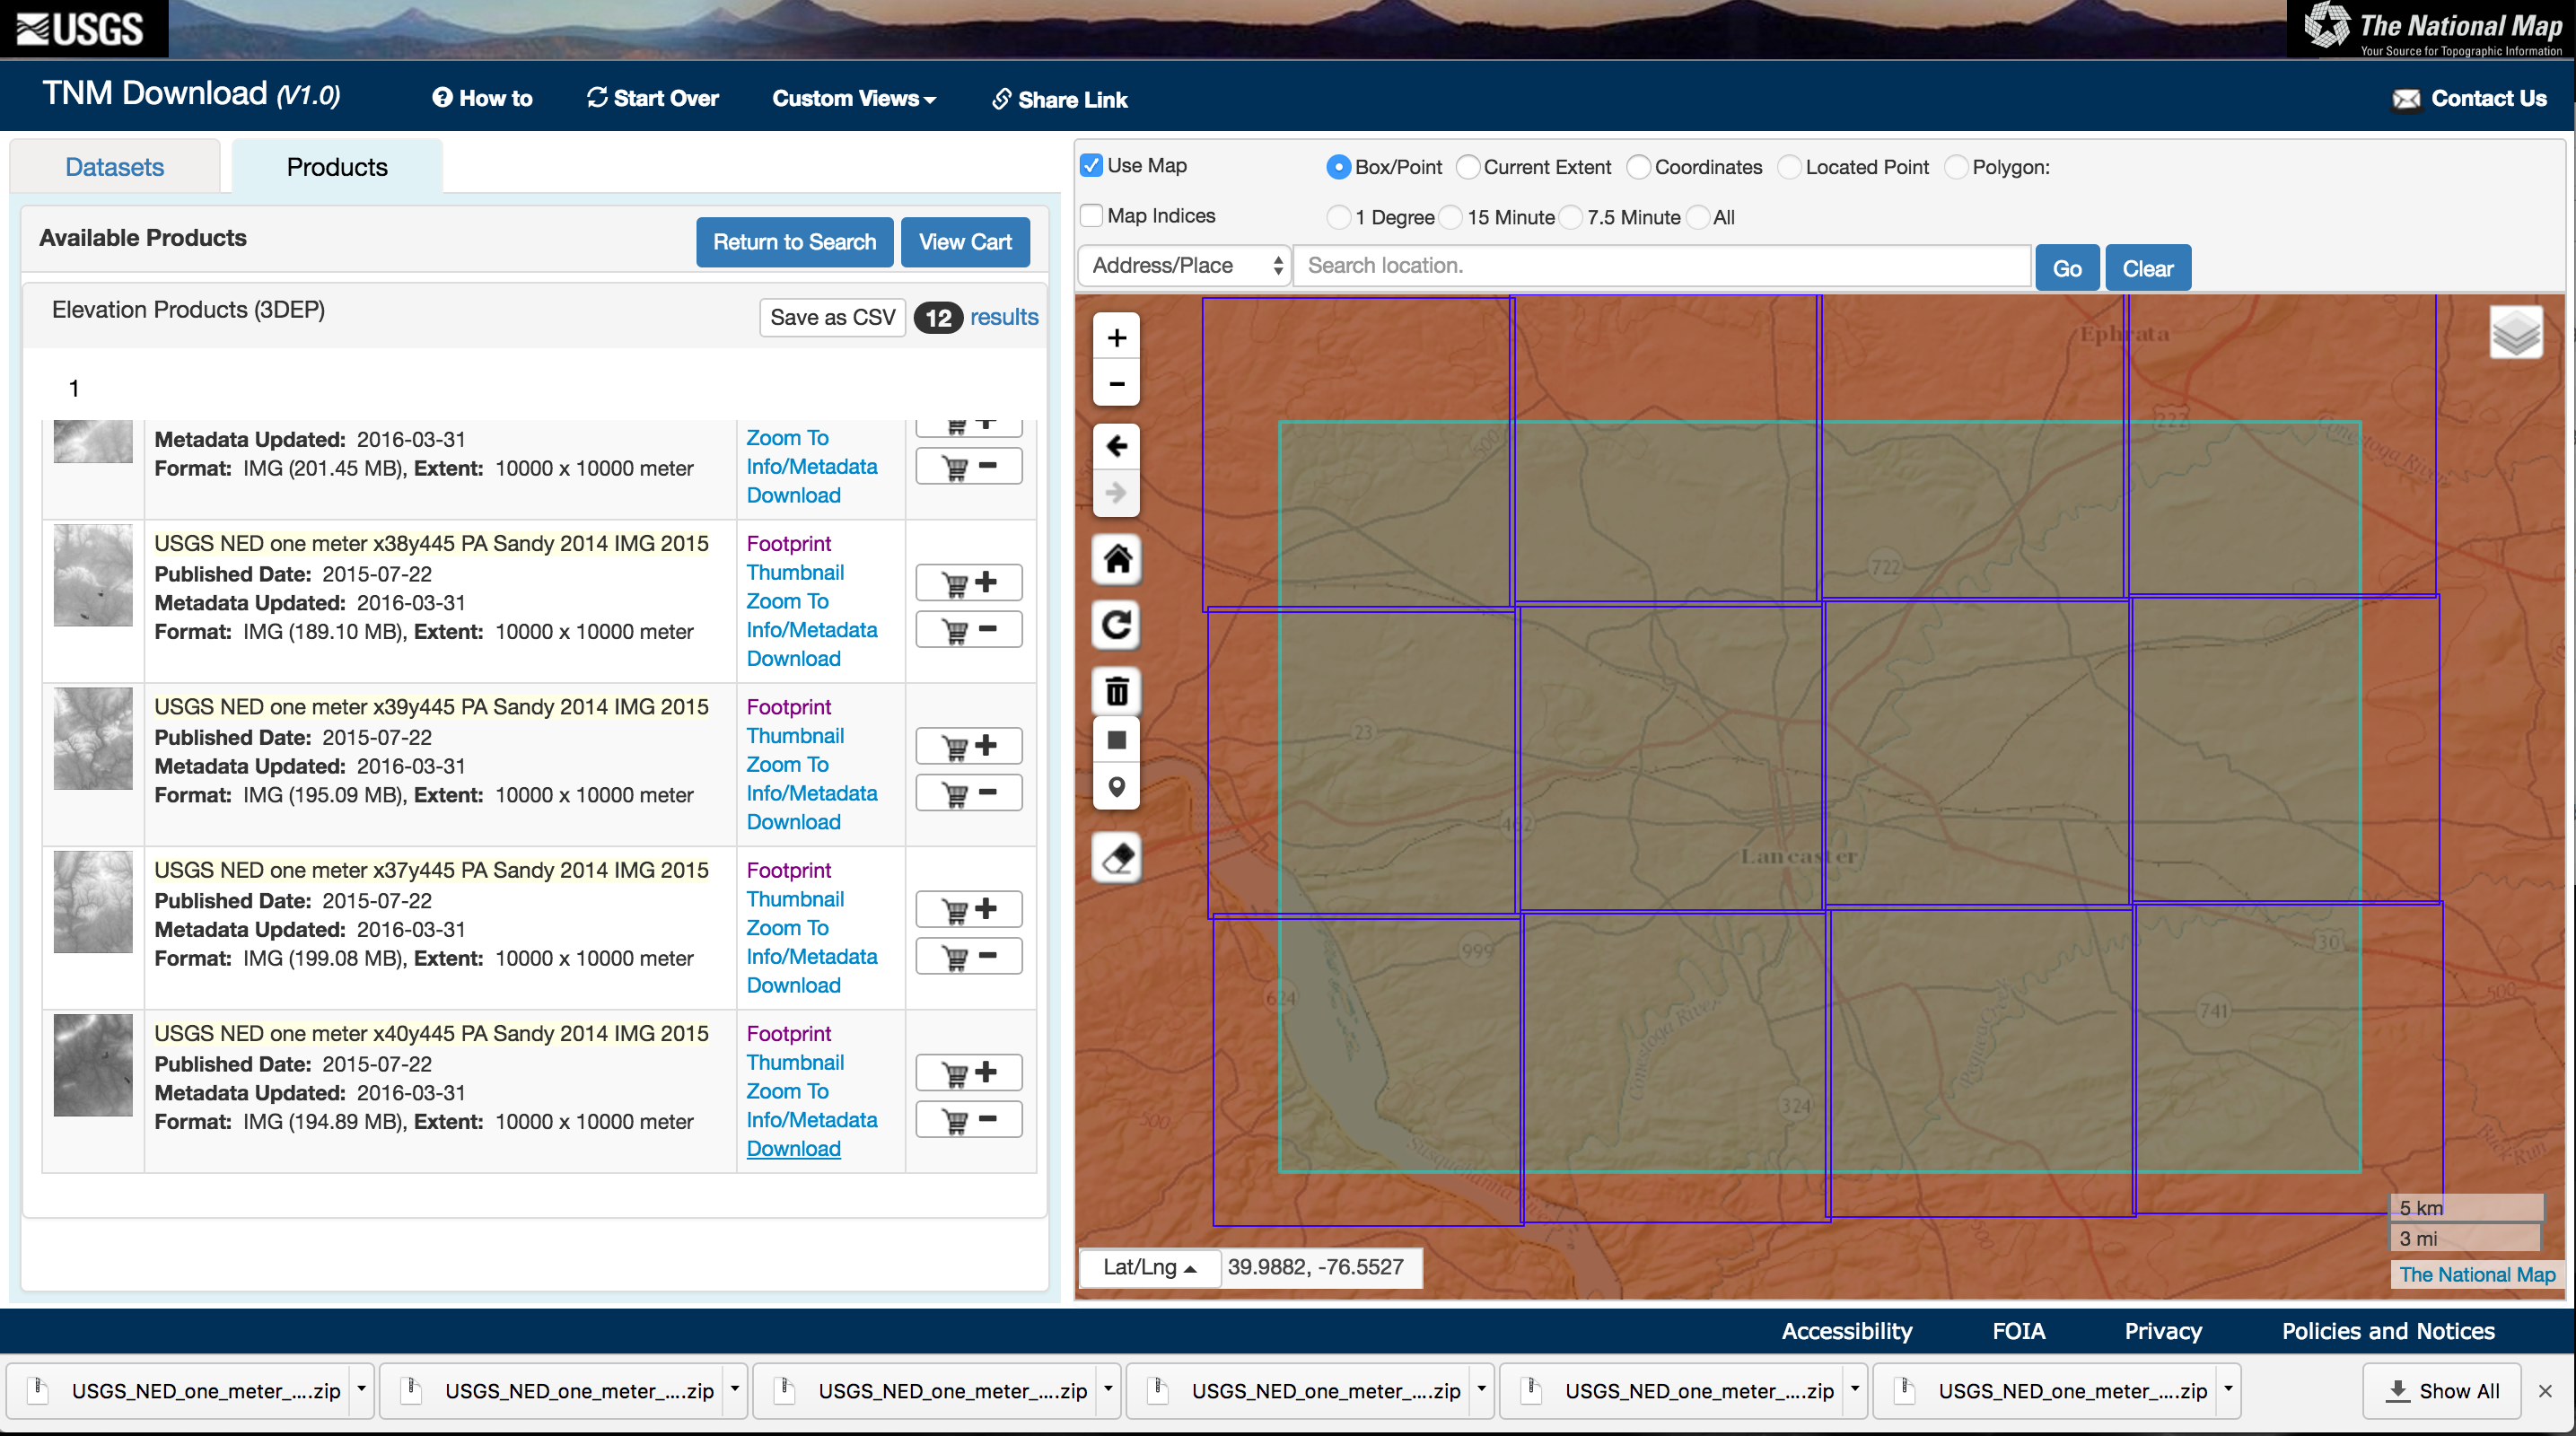 USGS
The National Map
Your Source for Topographic Information
TNM Download (V1.0)
How to
Start Over
Custom Views
Share Link
Contact Us
Datasets
Products
Available Products
Return to Search
View Cart
Elevation Products (3DEP)
Save as CSV
12 results
1
Metadata Updated: 2016-03-31
Format: IMG (201.45 MB), Extent: 10000 x 10000 meter
Zoom To
Info/Metadata
Download
USGS NED one meter x38y445 PA Sandy 2014 IMG 2015
Published Date: 2015-07-22
Metadata Updated: 2016-03-31
Format: IMG (189.10 MB), Extent: 10000 x 10000 meter
Footprint
Thumbnail
Zoom To
Info/Metadata
Download
USGS NED one meter x39y445 PA Sandy 2014 IMG 2015
Published Date: 2015-07-22
Metadata Updated: 2016-03-31
Format: IMG (195.09 MB), Extent: 10000 x 10000 meter
Footprint
Thumbnail
Zoom To
Info/Metadata
Download
USGS NED one meter x37y445 PA Sandy 2014 IMG 2015
Published Date: 2015-07-22
Metadata Updated: 2016-03-31
Format: IMG (199.08 MB), Extent: 10000 x 10000 meter
Footprint
Thumbnail
Zoom To
Info/Metadata
Download
USGS NED one meter x40y445 PA Sandy 2014 IMG 2015
Published Date: 2015-07-22
Metadata Updated: 2016-03-31
Format: IMG (194.89 MB), Extent: 10000 x 10000 meter
Footprint
Thumbnail
Zoom To
Info/Metadata
Download
Use Map
Box/Point
Current Extent
Coordinates
Located Point
Polygon:
Map Indices
1 Degree
15 Minute
7.5 Minute
All
Address/Place
Search location.
Go
Clear
Ephrata
222
Conestoga River
500
722
23
462
Lancaster
999
30
624
500
Conestoga River
Pequea Creek
741
324
500
Susquehanna River
Buck Run
500
5 km
3 mi
Lat/Lng
39.9882, -76.5527
The National Map
Accessibility
FOIA
Privacy
Policies and Notices
USGS_NED_one_meter_....zip
USGS_NED_one_meter_....zip
USGS_NED_one_meter_....zip
USGS_NED_one_meter_....zip
USGS_NED_one_meter_....zip
USGS_NED_one_meter_....zip
Show All